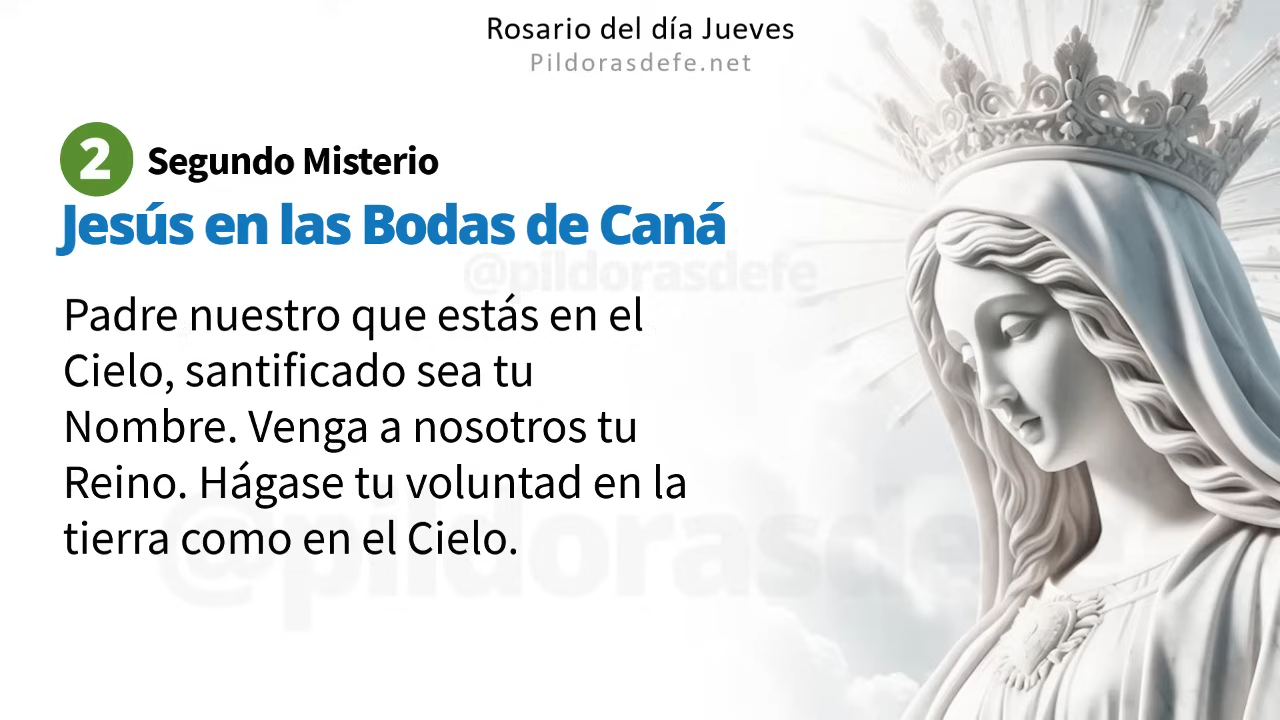 Rosario del día Jueves
Pildorasdefe.net
2 Segundo Misterio
Jesús en las Bodas de Caná
@pildorasdefe
Padre nuestro que estás en el
Cielo, santificado sea tu
Nombre. Venga a nosotros tu
Reino. Hágase tu voluntad en la
tierra como en el Cielo.
@pildorasdefe